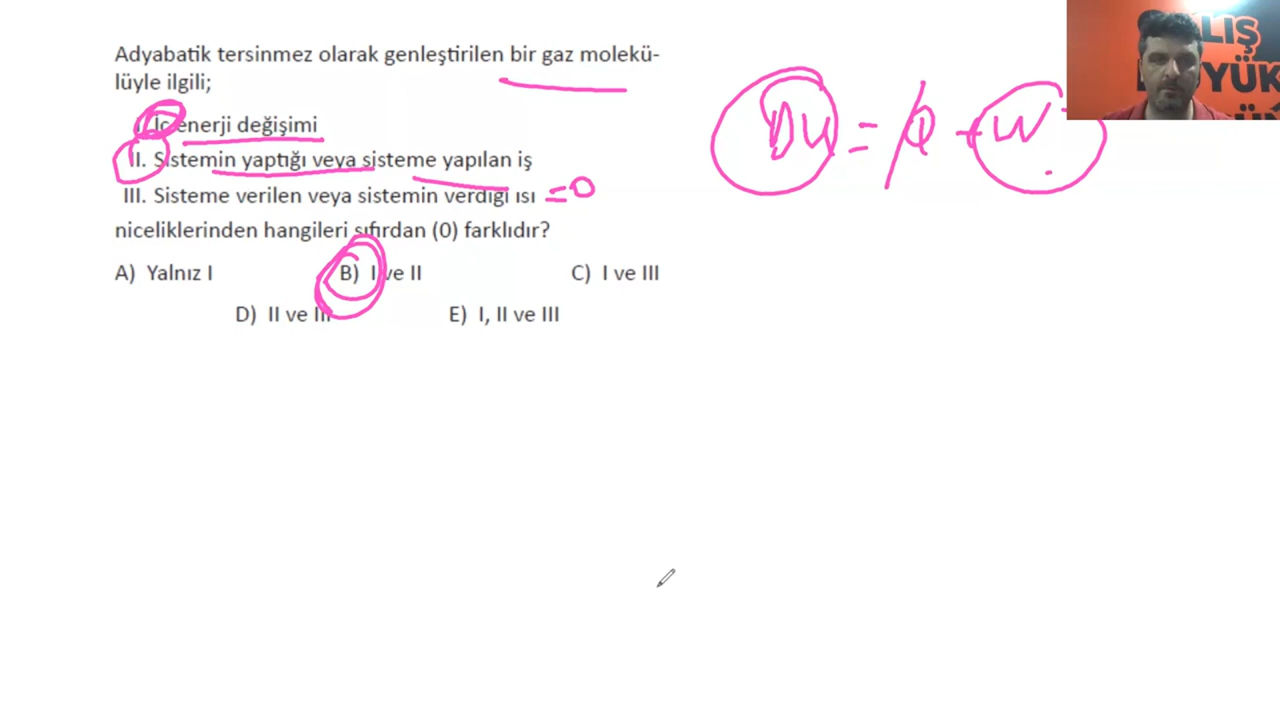 Adyabatik tersinmez olarak genleştirilen bir gaz molekü-
lüyle ilgili;
I. İç enerji değişimi
II. Sistemin yaptığı veya sisteme yapılan iş
III. Sisteme verilen veya sistemin verdiği ısı = 0
niceliklerinden hangileri sıfırdan (0) farklıdır?
A) Yalnız I B) I ve II C) I ve III
D) II ve III E) I, II ve III
DU = Q + W